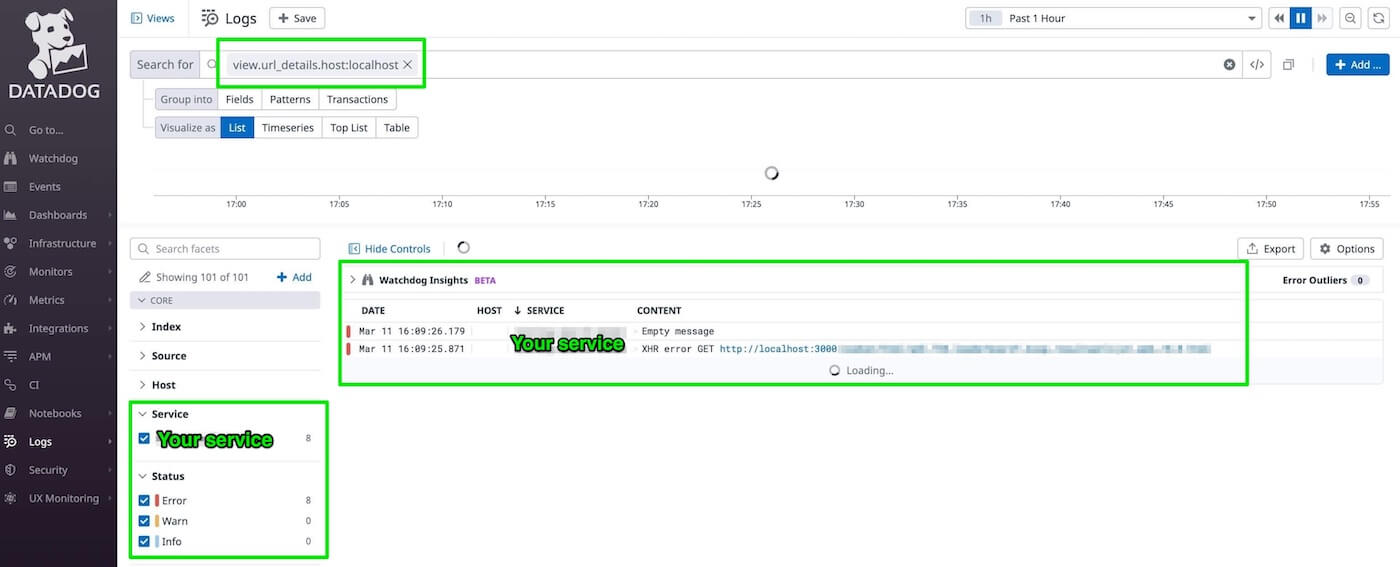 DATADOG
Go to...
Watchdog
Events
Dashboards
Infrastructure
Monitors
Metrics
Integrations
APM
CI
Notebooks
Logs
Security
UX Monitoring
Views Logs + Save 1h Past 1 Hour
Search for view.url_details.host:localhost × </> + Add ...
Group into Fields Patterns Transactions
Visualize as List Timeseries Top List Table
17:00 17:05 17:10 17:15 17:20 17:25 17:30 17:35 17:40 17:45 17:50 17:55
Search facets
Showing 101 of 101 + Add
CORE
Index
Source
Host
Service
Your service 8
Status
Error 8
Warn 0
Info 0
Hide Controls Export Options
Watchdog Insights BETA Error Outliers 0
DATE HOST ↓ SERVICE CONTENT
Mar 11 16:09:26.179 Empty message
Your service
Mar 11 16:09:25.871 XHR error GET http://localhost:3000
Loading...